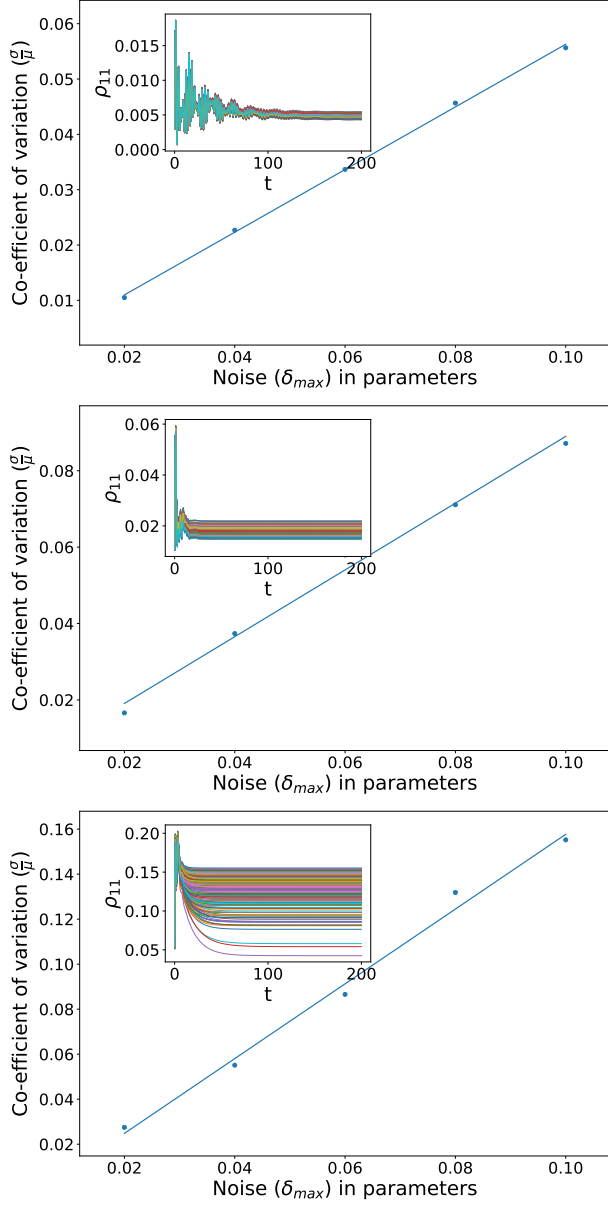 0.06
0.05
0.04
0.03
0.02
0.01
Co-efficient of variation (σ/μ)
0.015
0.010
0.005
0.000
ρ11
0 100 200
t
0.02 0.04 0.06 0.08 0.10
Noise (δmax) in parameters
0.08
0.06
0.04
0.02
Co-efficient of variation (σ/μ)
0.06
0.04
0.02
ρ11
0 100 200
t
0.02 0.04 0.06 0.08 0.10
Noise (δmax) in parameters
0.16
0.14
0.12
0.10
0.08
0.06
0.04
0.02
Co-efficient of variation (σ/μ)
0.20
0.15
0.10
0.05
ρ11
0 100 200
t
0.02 0.04 0.06 0.08 0.10
Noise (δmax) in parameters